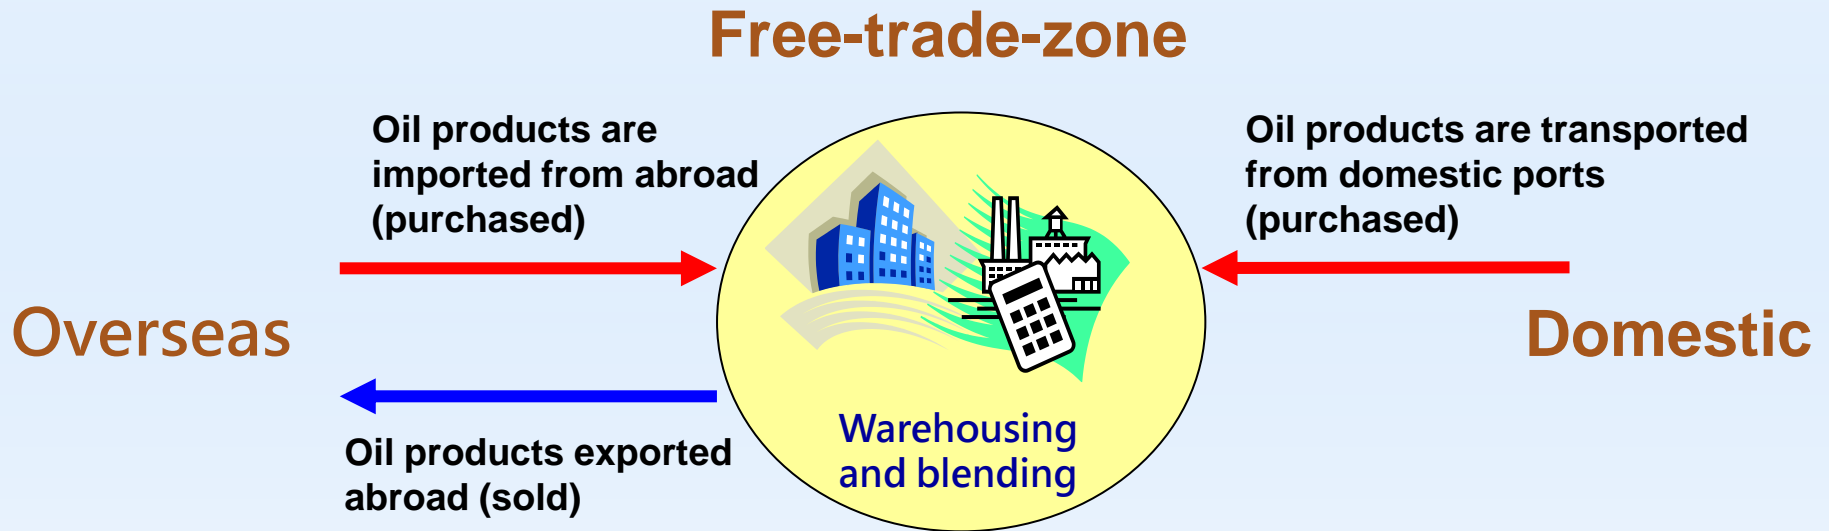 Free-trade-zone
Oil products are
imported from abroad
(purchased)
Oil products are transported
from domestic ports
(purchased)
Overseas
Domestic
Warehousing
and blending
Oil products exported
abroad (sold)